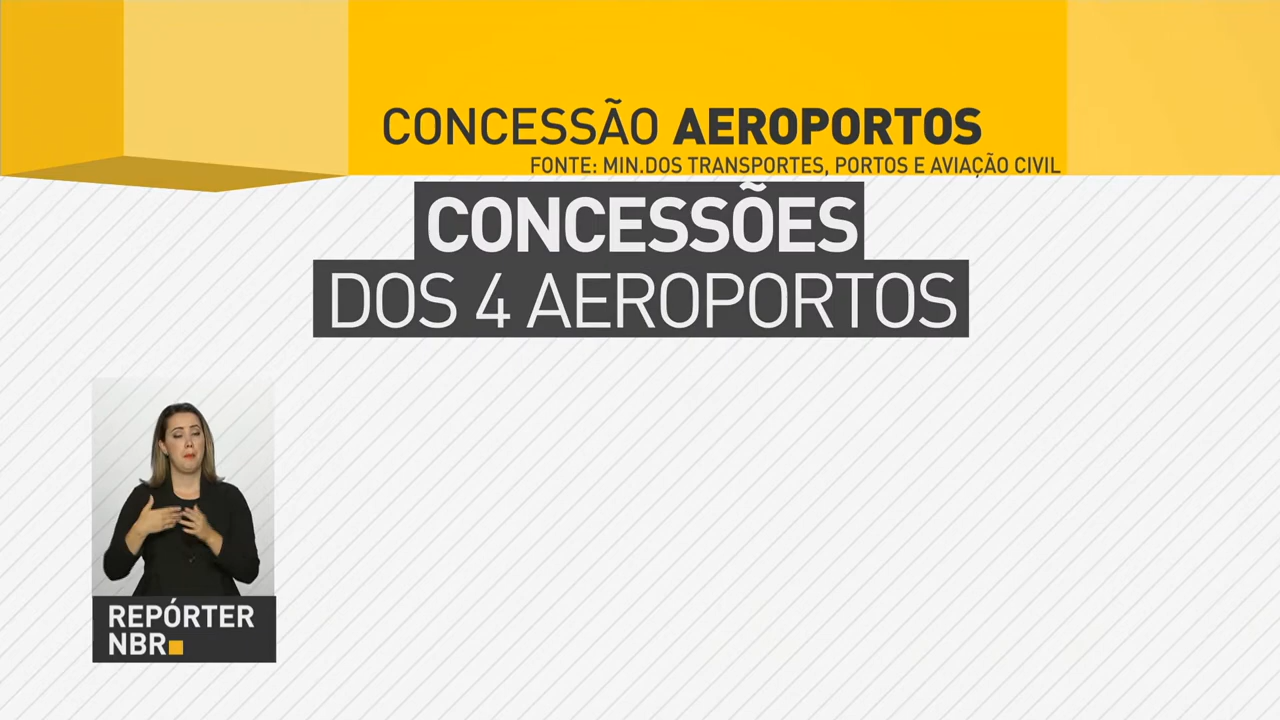 CONCESSÃO AEROPORTOS
FONTE: MIN.DOS TRANSPORTES, PORTOS E AVIAÇÃO CIVIL
CONCESSÕES
DOS 4 AEROPORTOS
REPÓRTER
NBR